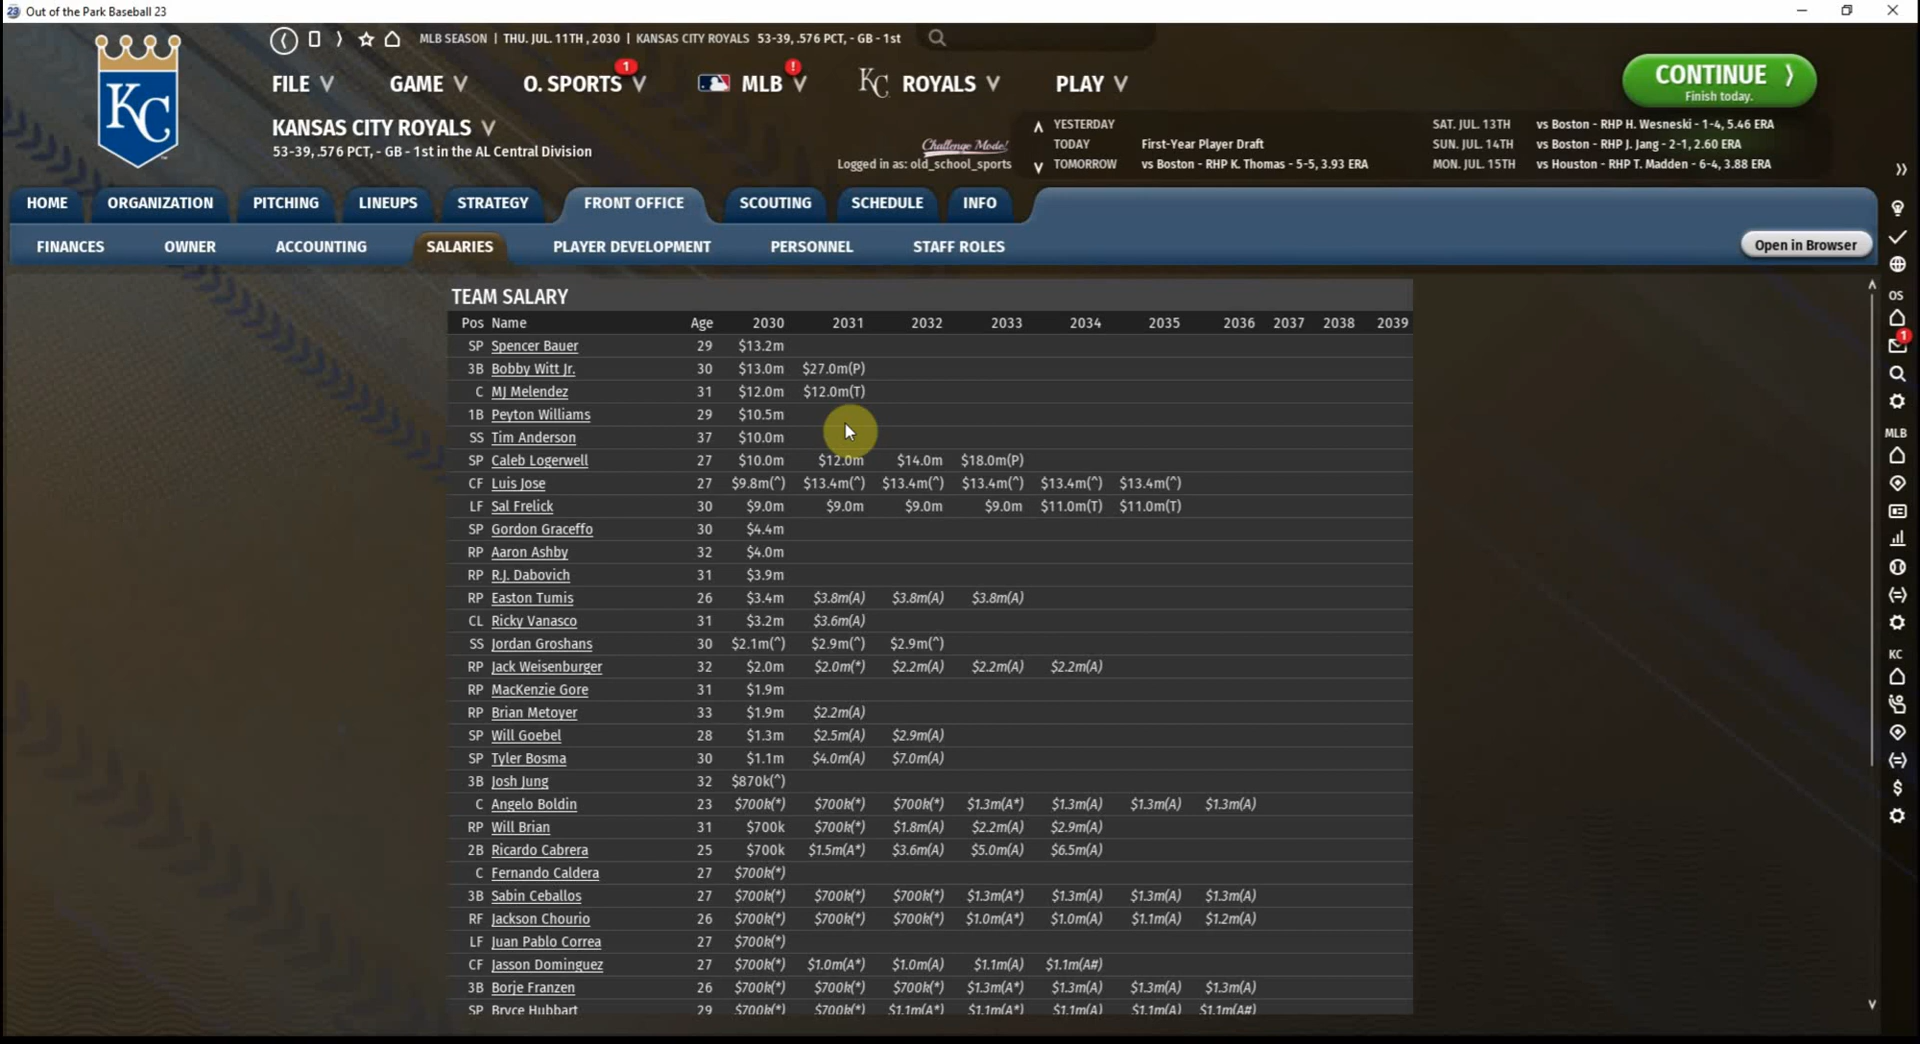 Out of the Park Baseball 23
MLB SEASON | THU. JUL. 11TH , 2030 | KANSAS CITY ROYALS 53-39, .576 PCT, - GB - 1st
FILE GAME O. SPORTS 1 MLB ! ROYALS PLAY
CONTINUE
Finish today.
KANSAS CITY ROYALS
53-39, .576 PCT, - GB - 1st in the AL Central Division
Challenge Mode!
Logged in as: old_school_sports
YESTERDAY
TODAY First-Year Player Draft
TOMORROW vs Boston - RHP K. Thomas - 5-5, 3.93 ERA
SAT. JUL. 13TH vs Boston - RHP H. Wesneski - 1-4, 5.46 ERA
SUN. JUL. 14TH vs Boston - RHP J. Jang - 2-1, 2.60 ERA
MON. JUL. 15TH vs Houston - RHP T. Madden - 6-4, 3.88 ERA
HOME ORGANIZATION PITCHING LINEUPS STRATEGY FRONT OFFICE SCOUTING SCHEDULE INFO
FINANCES OWNER ACCOUNTING SALARIES PLAYER DEVELOPMENT PERSONNEL STAFF ROLES
Open in Browser
TEAM SALARY
Pos Name Age 2030 2031 2032 2033 2034 2035 2036 2037 2038 2039
SP Spencer Bauer 29 $13.2m
3B Bobby Witt Jr. 30 $13.0m $27.0m(P)
C MJ Melendez 31 $12.0m $12.0m(T)
1B Peyton Williams 29 $10.5m
SS Tim Anderson 37 $10.0m
SP Caleb Logerwell 27 $10.0m $12.0m $14.0m $18.0m(P)
CF Luis Jose 27 $9.8m(^) $13.4m(^) $13.4m(^) $13.4m(^) $13.4m(^) $13.4m(^)
LF Sal Frelick 30 $9.0m $9.0m $9.0m $9.0m $11.0m(T) $11.0m(T)
SP Gordon Graceffo 30 $4.4m
RP Aaron Ashby 32 $4.0m
RP R.J. Dabovich 31 $3.9m
RP Easton Tumis 26 $3.4m $3.8m(A) $3.8m(A) $3.8m(A)
CL Ricky Vanasco 31 $3.2m $3.6m(A)
SS Jordan Groshans 30 $2.1m(^) $2.9m(^) $2.9m(^)
RP Jack Weisenburger 32 $2.0m $2.0m(*) $2.2m(A) $2.2m(A) $2.2m(A)
RP MacKenzie Gore 31 $1.9m
RP Brian Metoyer 33 $1.9m $2.2m(A)
SP Will Goebel 28 $1.3m $2.5m(A) $2.9m(A)
SP Tyler Bosma 30 $1.1m $4.0m(A) $7.0m(A)
3B Josh Jung 32 $870k(^)
C Angelo Boldin 23 $700k(*) $700k(*) $700k(*) $1.3m(A*) $1.3m(A) $1.3m(A) $1.3m(A)
RP Will Brian 31 $700k $700k(*) $1.8m(A) $2.2m(A) $2.9m(A)
2B Ricardo Cabrera 25 $700k $1.5m(A*) $3.6m(A) $5.0m(A) $6.5m(A)
C Fernando Caldera 27 $700k(*)
3B Sabin Ceballos 27 $700k(*) $700k(*) $700k(*) $1.3m(A*) $1.3m(A) $1.3m(A) $1.3m(A)
RF Jackson Chourio 26 $700k(*) $700k(*) $700k(*) $1.0m(A*) $1.0m(A) $1.1m(A) $1.2m(A)
LF Juan Pablo Correa 27 $700k(*)
CF Jasson Dominguez 27 $700k(*) $1.0m(A*) $1.0m(A) $1.1m(A) $1.1m(A#)
3B Borje Franzen 26 $700k(*) $700k(*) $700k(*) $1.3m(A*) $1.3m(A) $1.3m(A) $1.3m(A)
SP Bryce Hubbart 29 $700k(*) $700k(*) $1.1m(A*) $1.1m(A*) $1.1m(A) $1.1m(A) $1.1m(A#)
OS
1
MLB
KC